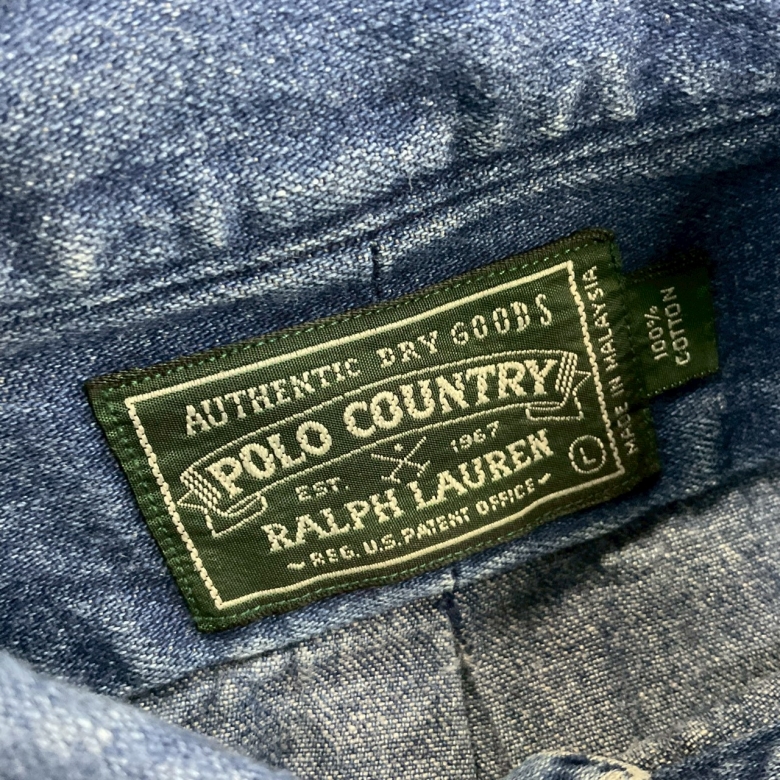 AUTHENTIC DRY GOODS
POLO COUNTRY
EST. 1967
RALPH LAUREN
~REG. U.S. PATENT OFFICE~
L
MADE IN MALAYSIA
100%
COTTON